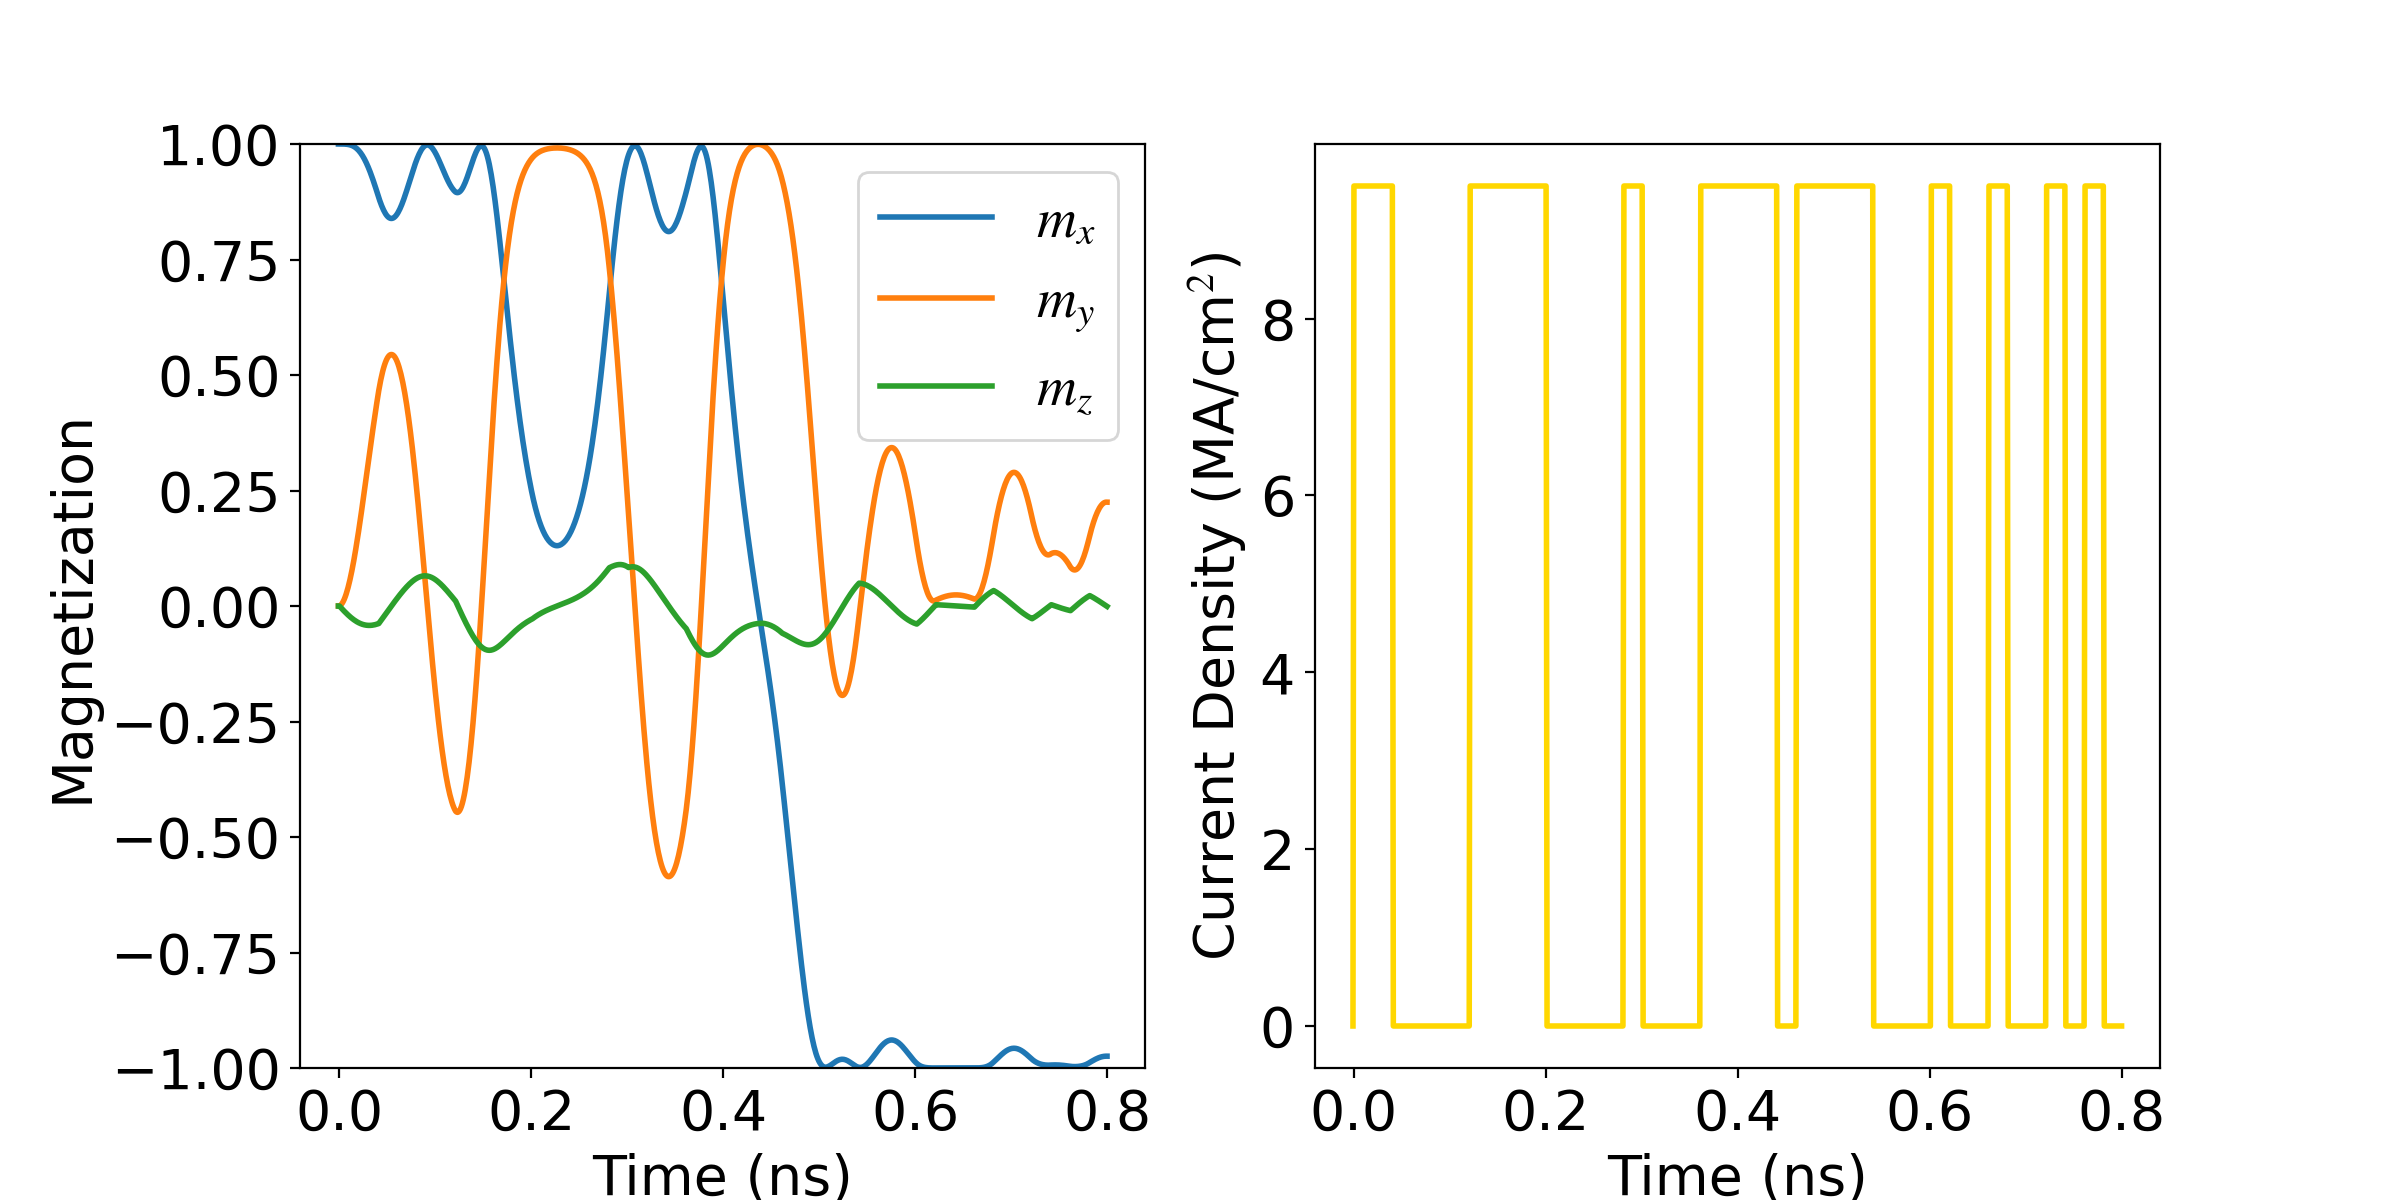 1.00
0.75
0.50
0.25
0.00
−0.25
−0.50
−0.75
−1.00
Magnetization
0.0 0.2 0.4 0.6 0.8
Time (ns)
m_x
m_y
m_z
8
6
4
2
0
Current Density (MA/cm²)
0.0 0.2 0.4 0.6 0.8
Time (ns)